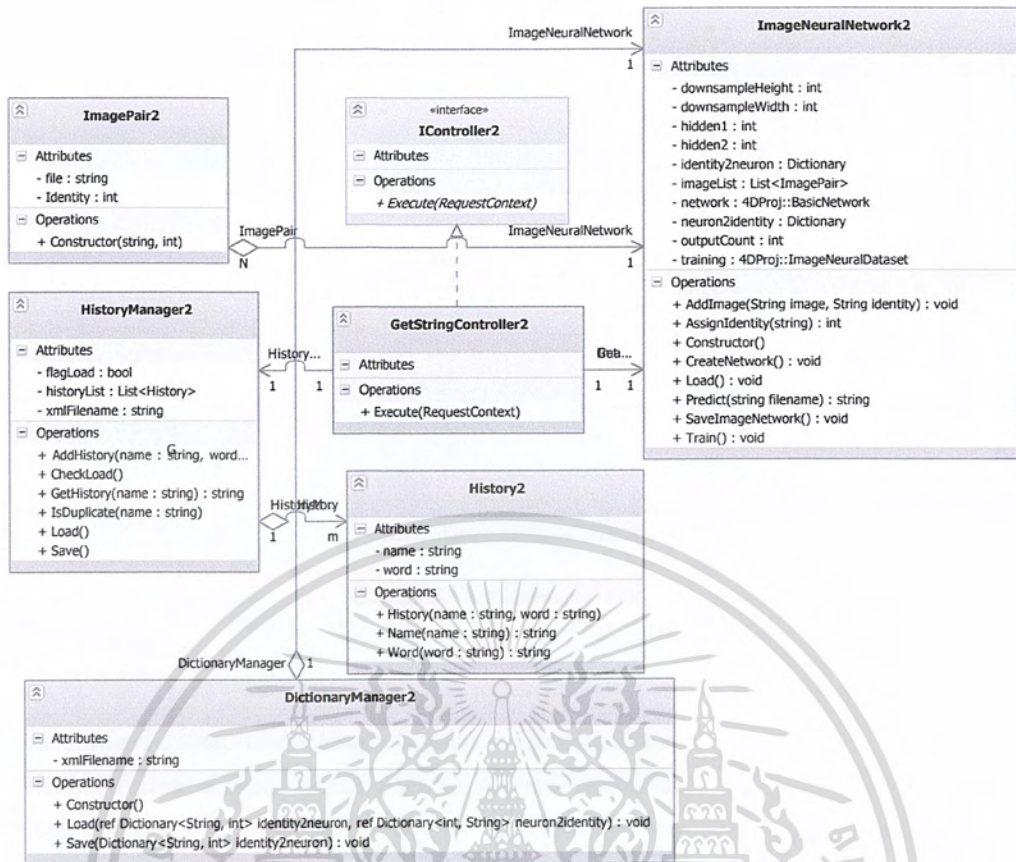 ImageNeuralNetwork
1
ImageNeuralNetwork2
Attributes
- downsampleHeight : int
- downsampleWidth : int
- hidden1 : int
- hidden2 : int
- identity2neuron : Dictionary
- imageList : List<ImagePair>
- network : 4DProj::BasicNetwork
- neuron2identity : Dictionary
- outputCount : int
- training : 4DProj::ImageNeuralDataset
Operations
+ AddImage(String image, String identity) : void
+ AssignIdentity(string) : int
+ Constructor()
+ CreateNetwork() : void
+ Load() : void
+ Predict(string filename) : string
+ SaveImageNetwork() : void
+ Train() : void
ImagePair2
Attributes
- file : string
- Identity : int
Operations
+ Constructor(string, int)
«interface»
IController2
Attributes
Operations
+ Execute(RequestContext)
ImagePair
N
ImageNeuralNetwork
1
HistoryManager2
Attributes
- flagLoad : bool
- historyList : List<History>
- xmlFilename : string
Operations
+ AddHistory(name : string, word...
+ CheckLoad()
+ GetHistory(name : string) : string
+ IsDuplicate(name : string)
+ Load()
+ Save()
History...
1 1
GetStringController2
Attributes
Operations
+ Execute(RequestContext)
1 1
1
m
History2
Attributes
- name : string
- word : string
Operations
+ History(name : string, word : string)
+ Name(name : string) : string
+ Word(word : string) : string
DictionaryManager
1
DictionaryManager2
Attributes
- xmlFilename : string
Operations
+ Constructor()
+ Load(ref Dictionary<String, int> identity2neuron, ref Dictionary<int, String> neuron2identity) : void
+ Save(Dictionary<String, int> identity2neuron) : void